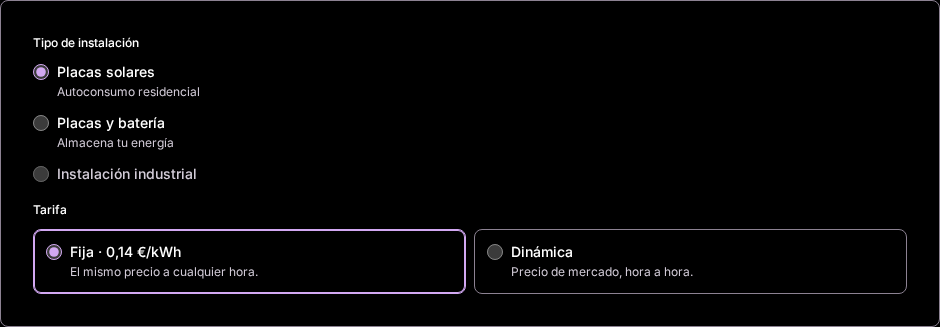 Tipo de instalación
Placas solares
Autoconsumo residencial
Placas y batería
Almacena tu energía
Instalación industrial
Tarifa
Fija · 0,14 €/kWh
El mismo precio a cualquier hora.
Dinámica
Precio de mercado, hora a hora.